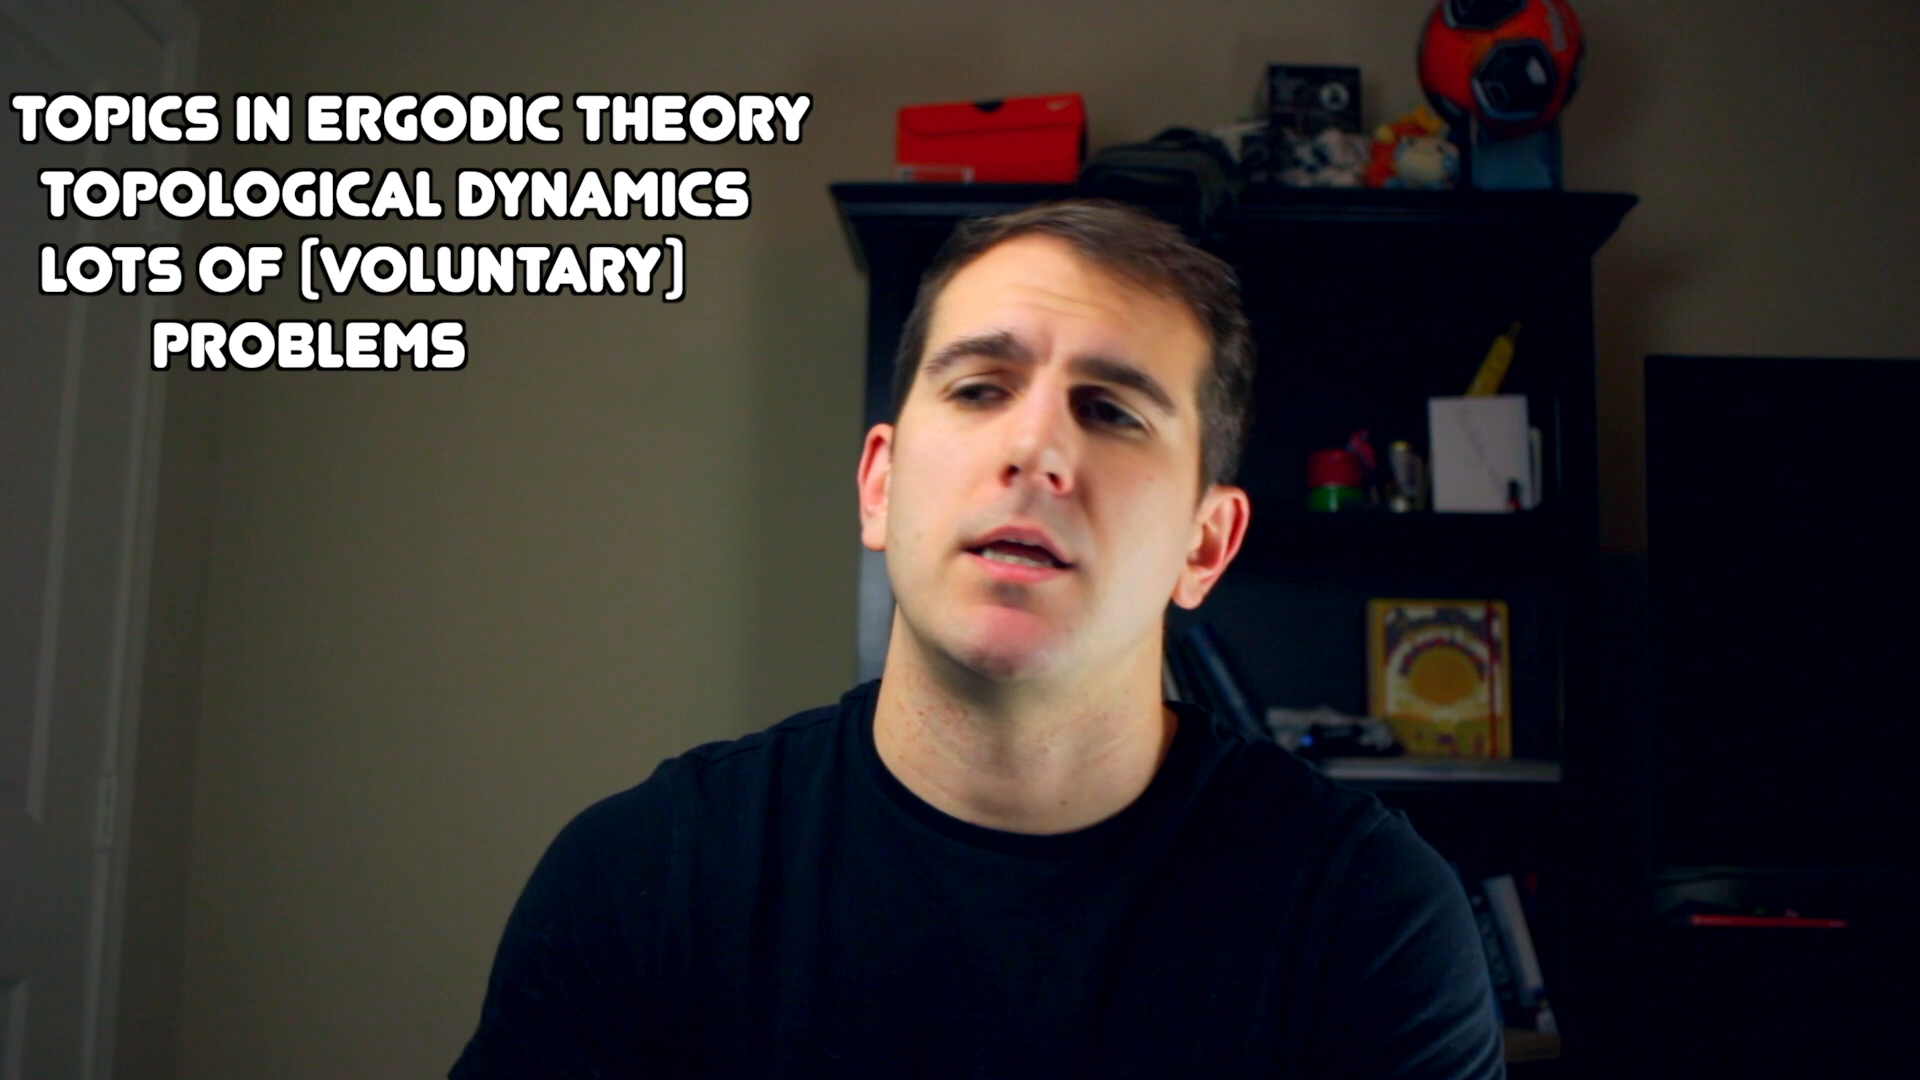 TOPICS IN ERGODIC THEORY
TOPOLOGICAL DYNAMICS
LOTS OF (VOLUNTARY)
PROBLEMS